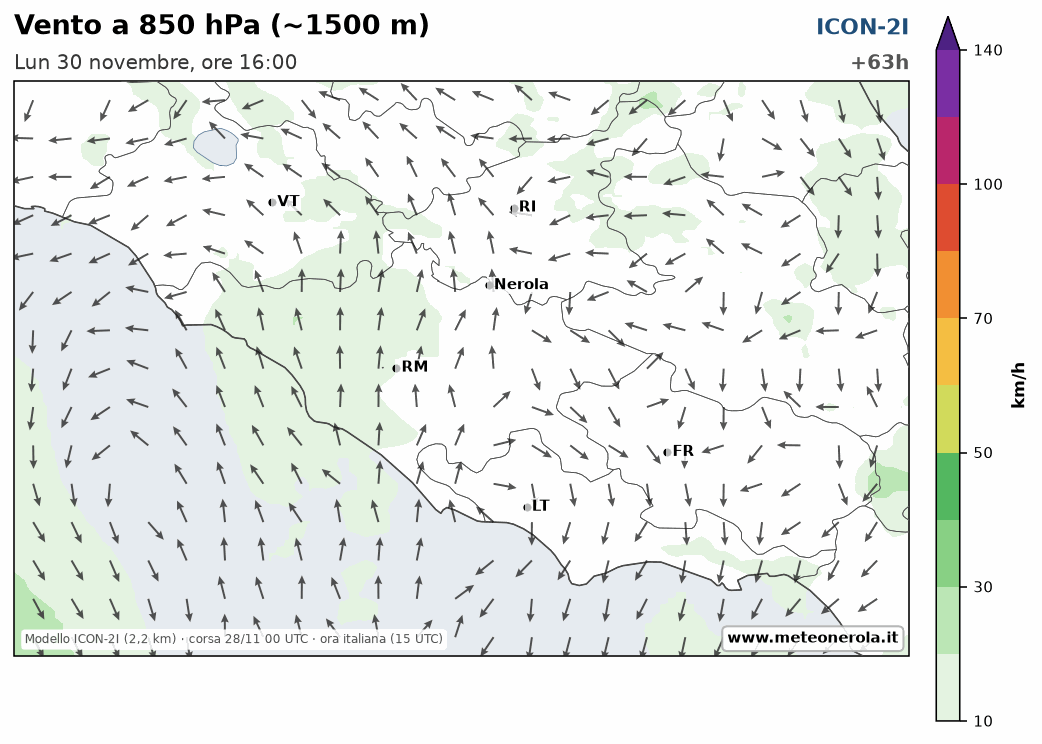 Vento a 850 hPa (~1500 m)
ICON-2I
Lun 30 novembre, ore 16:00
+63h
VT
RI
Nerola
RM
FR
LT
Modello ICON-2I (2,2 km) · corsa 28/11 00 UTC · ora italiana (15 UTC)
www.meteonerola.it
140
100
70
50
30
10
km/h